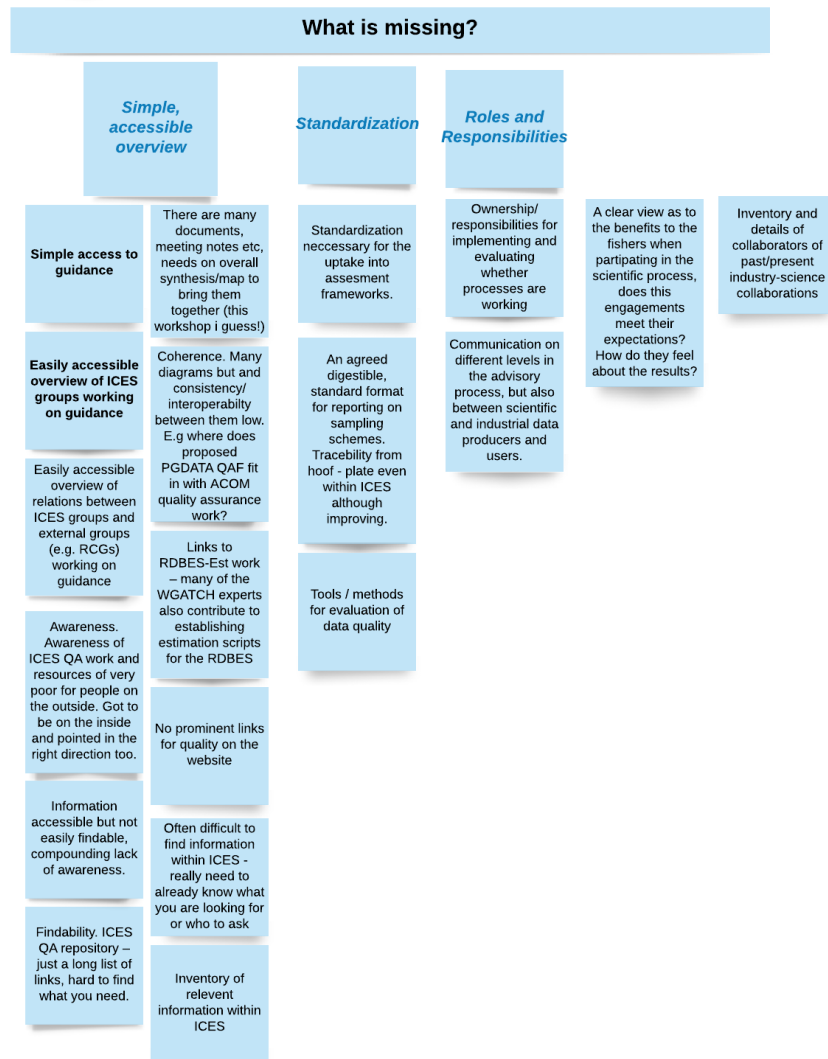 What is missing?
Simple,
accessible
overview
Standardization
Roles and
Responsibilities
Simple access to
guidance
Easily accessible
overview of ICES
groups working
on guidance
Easily accessible
overview of
relations between
ICES groups and
external groups
(e.g. RCGs)
working on
guidance
Awareness.
Awareness of
ICES QA work and
resources of very
poor for people on
the outside. Got to
be on the inside
and pointed in the
right direction too.
Information
accessible but not
easily findable,
compounding lack
of awareness.
Findability. ICES
QA repository –
just a long list of
links, hard to find
what you need.
There are many
documents,
meeting notes etc,
needs on overall
synthesis/map to
bring them
together (this
workshop i guess!)
Coherence. Many
diagrams but and
consistency/
interoperabilty
between them low.
E.g where does
proposed
PGDATA QAF fit
in with ACOM
quality assurance
work?
Links to
RDBES-Est work
– many of the
WGATCH experts
also contribute to
establishing
estimation scripts
for the RDBES
No prominent links
for quality on the
website
Often difficult to
find information
within ICES -
really need to
already know what
you are looking for
or who to ask
Inventory of
relevent
information within
ICES
Standardization
neccessary for the
uptake into
assesment
frameworks.
An agreed
digestible,
standard format
for reporting on
sampling
schemes.
Tracebility from
hoof - plate even
within ICES
although
improving.
Tools / methods
for evaluation of
data quality
Ownership/
responsibilities for
implementing and
evaluating
whether
processes are
working
Communication on
different levels in
the advisory
process, but also
between scientific
and industrial data
producers and
users.
A clear view as to
the benefits to the
fishers when
partipating in the
scientific process,
does this
engagements
meet their
expectations?
How do they feel
about the results?
Inventory and
details of
collaborators of
past/present
industry-science
collaborations